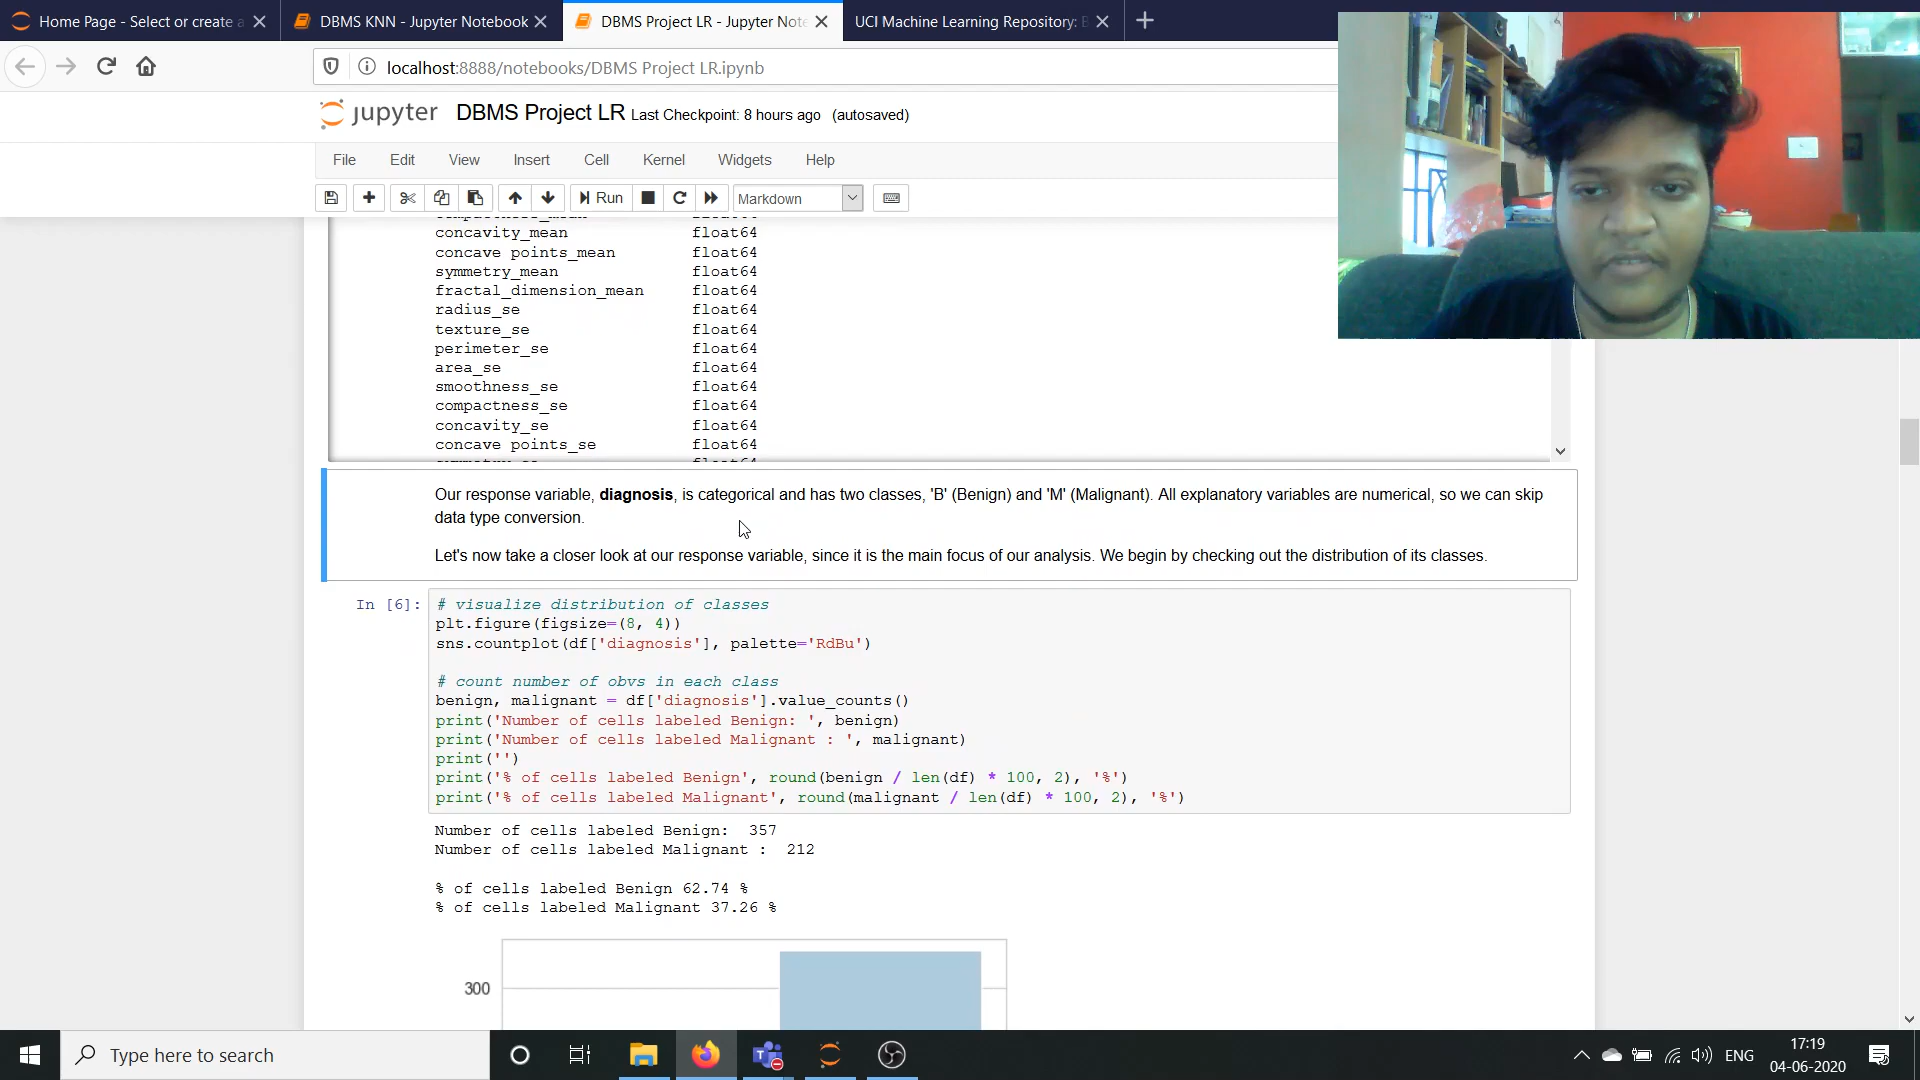 Home Page - Select or create a
DBMS KNN - Jupyter Notebook
DBMS Project LR - Jupyter Note
UCI Machine Learning Repository: B
localhost:8888/notebooks/DBMS Project LR.ipynb
jupyter DBMS Project LR Last Checkpoint: 8 hours ago (autosaved)
File Edit View Insert Cell Kernel Widgets Help
Run Markdown
concavity_mean float64
concave points_mean float64
symmetry_mean float64
fractal_dimension_mean float64
radius_se float64
texture_se float64
perimeter_se float64
area_se float64
smoothness_se float64
compactness_se float64
concavity_se float64
concave points_se float64
Our response variable, diagnosis, is categorical and has two classes, 'B' (Benign) and 'M' (Malignant). All explanatory variables are numerical, so we can skip
data type conversion.
Let's now take a closer look at our response variable, since it is the main focus of our analysis. We begin by checking out the distribution of its classes.
In [6]: # visualize distribution of classes
plt.figure(figsize=(8, 4))
sns.countplot(df['diagnosis'], palette='RdBu')
# count number of obvs in each class
benign, malignant = df['diagnosis'].value_counts()
print('Number of cells labeled Benign: ', benign)
print('Number of cells labeled Malignant : ', malignant)
print('')
print('% of cells labeled Benign', round(benign / len(df) * 100, 2), '%')
print('% of cells labeled Malignant', round(malignant / len(df) * 100, 2), '%')
Number of cells labeled Benign:  357
Number of cells labeled Malignant :  212
% of cells labeled Benign 62.74 %
% of cells labeled Malignant 37.26 %
300
Type here to search
ENG
17:19
04-06-2020